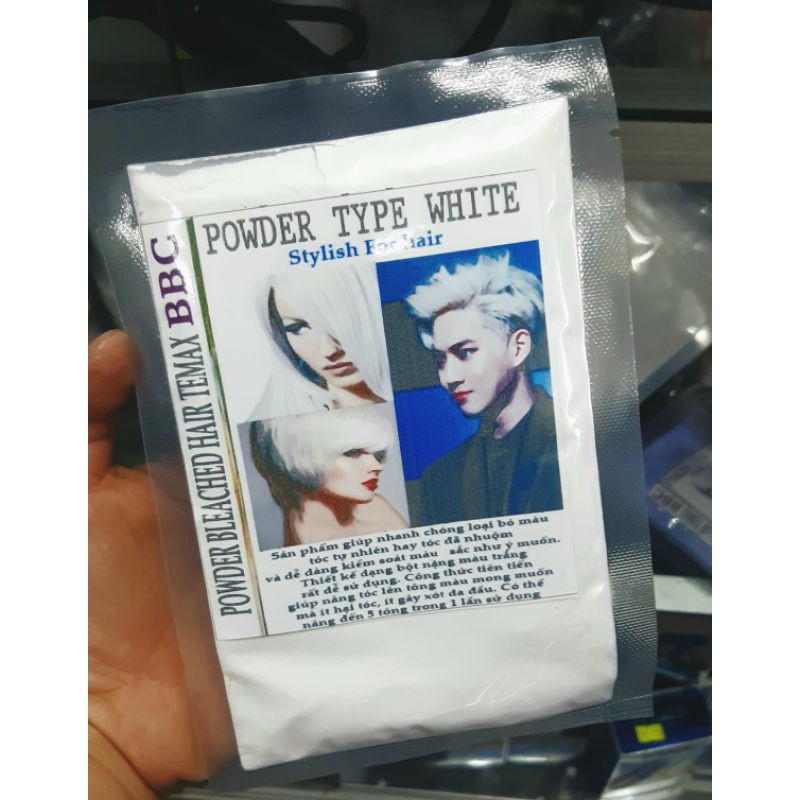 POWDER TYPE WHITE
Stylish For hair
POWDER BLEACHED HAIR TEMAX BBC
Sản phẩm giúp nhanh chóng loại bỏ màu
tóc tự nhiên hay tóc đã nhuộm
và dễ dàng kiểm soát màu sắc như ý muốn.
Thiết kế dạng bột nặng màu trắng
rất dễ sử dụng. Công thức tiên tiến
giúp nâng tóc lên tông màu mong muốn
mà ít hại tóc, ít gây xót da đầu. Có thể
nâng đến 5 tông trong 1 lần sử dụng
BBC